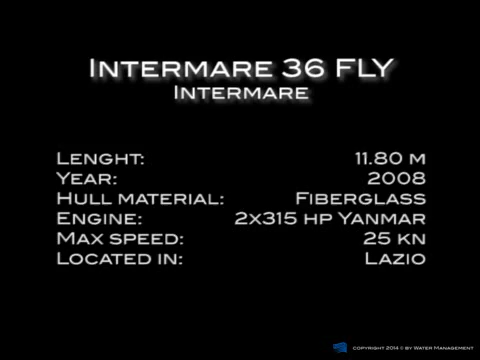 Intermare 36 FLY
Intermare
Lenght: 11.80 m
Year: 2008
Hull material: Fiberglass
Engine: 2x315 hp Yanmar
Max speed: 25 kn
Located in: Lazio
copyright 2014 © by Water Management